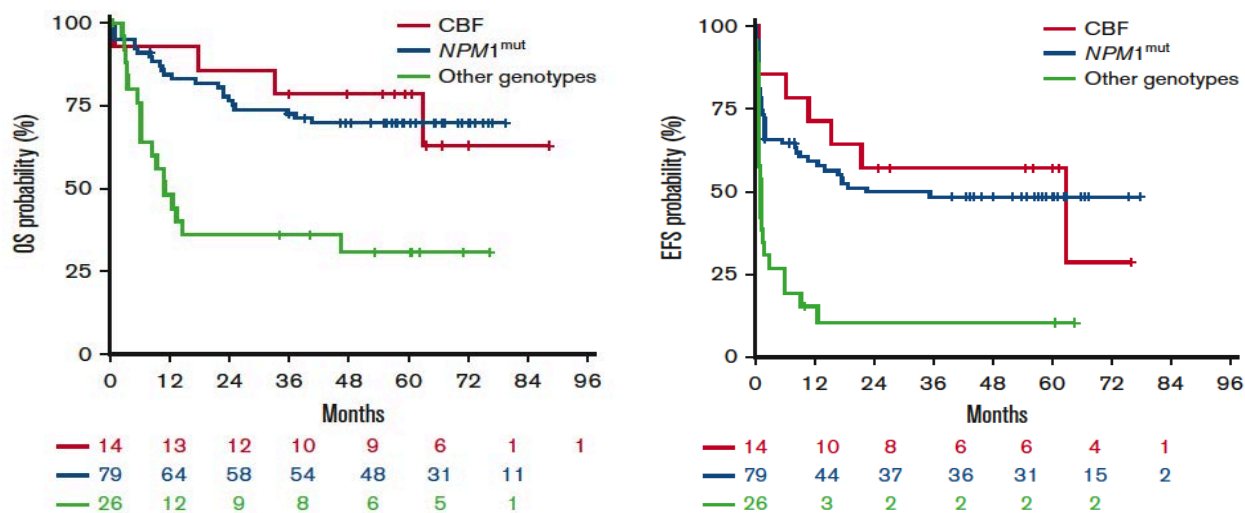 100
75
50
25
0
OS probability (%)
CBF
NPM1mut
Other genotypes
0 12 24 36 48 60 72 84 96
Months
14 13 12 10 9 6 1 1
79 64 58 54 48 31 11
26 12 9 8 6 5 1
100
75
50
25
0
EFS probability (%)
CBF
NPM1mut
Other genotypes
0 12 24 36 48 60 72 84 96
Months
14 10 8 6 6 4 1
79 44 37 36 31 15 2
26 3 2 2 2 2